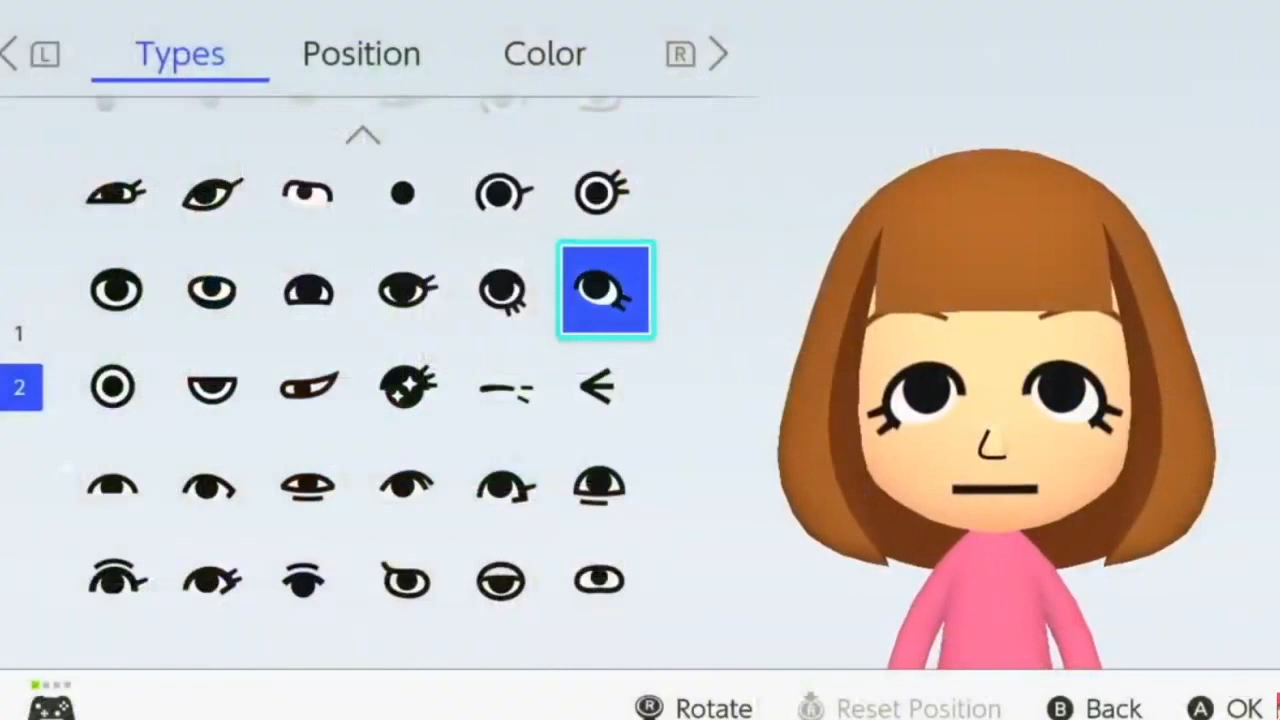 L Types Position Color R
1
2
R Rotate R Reset Position B Back A OK